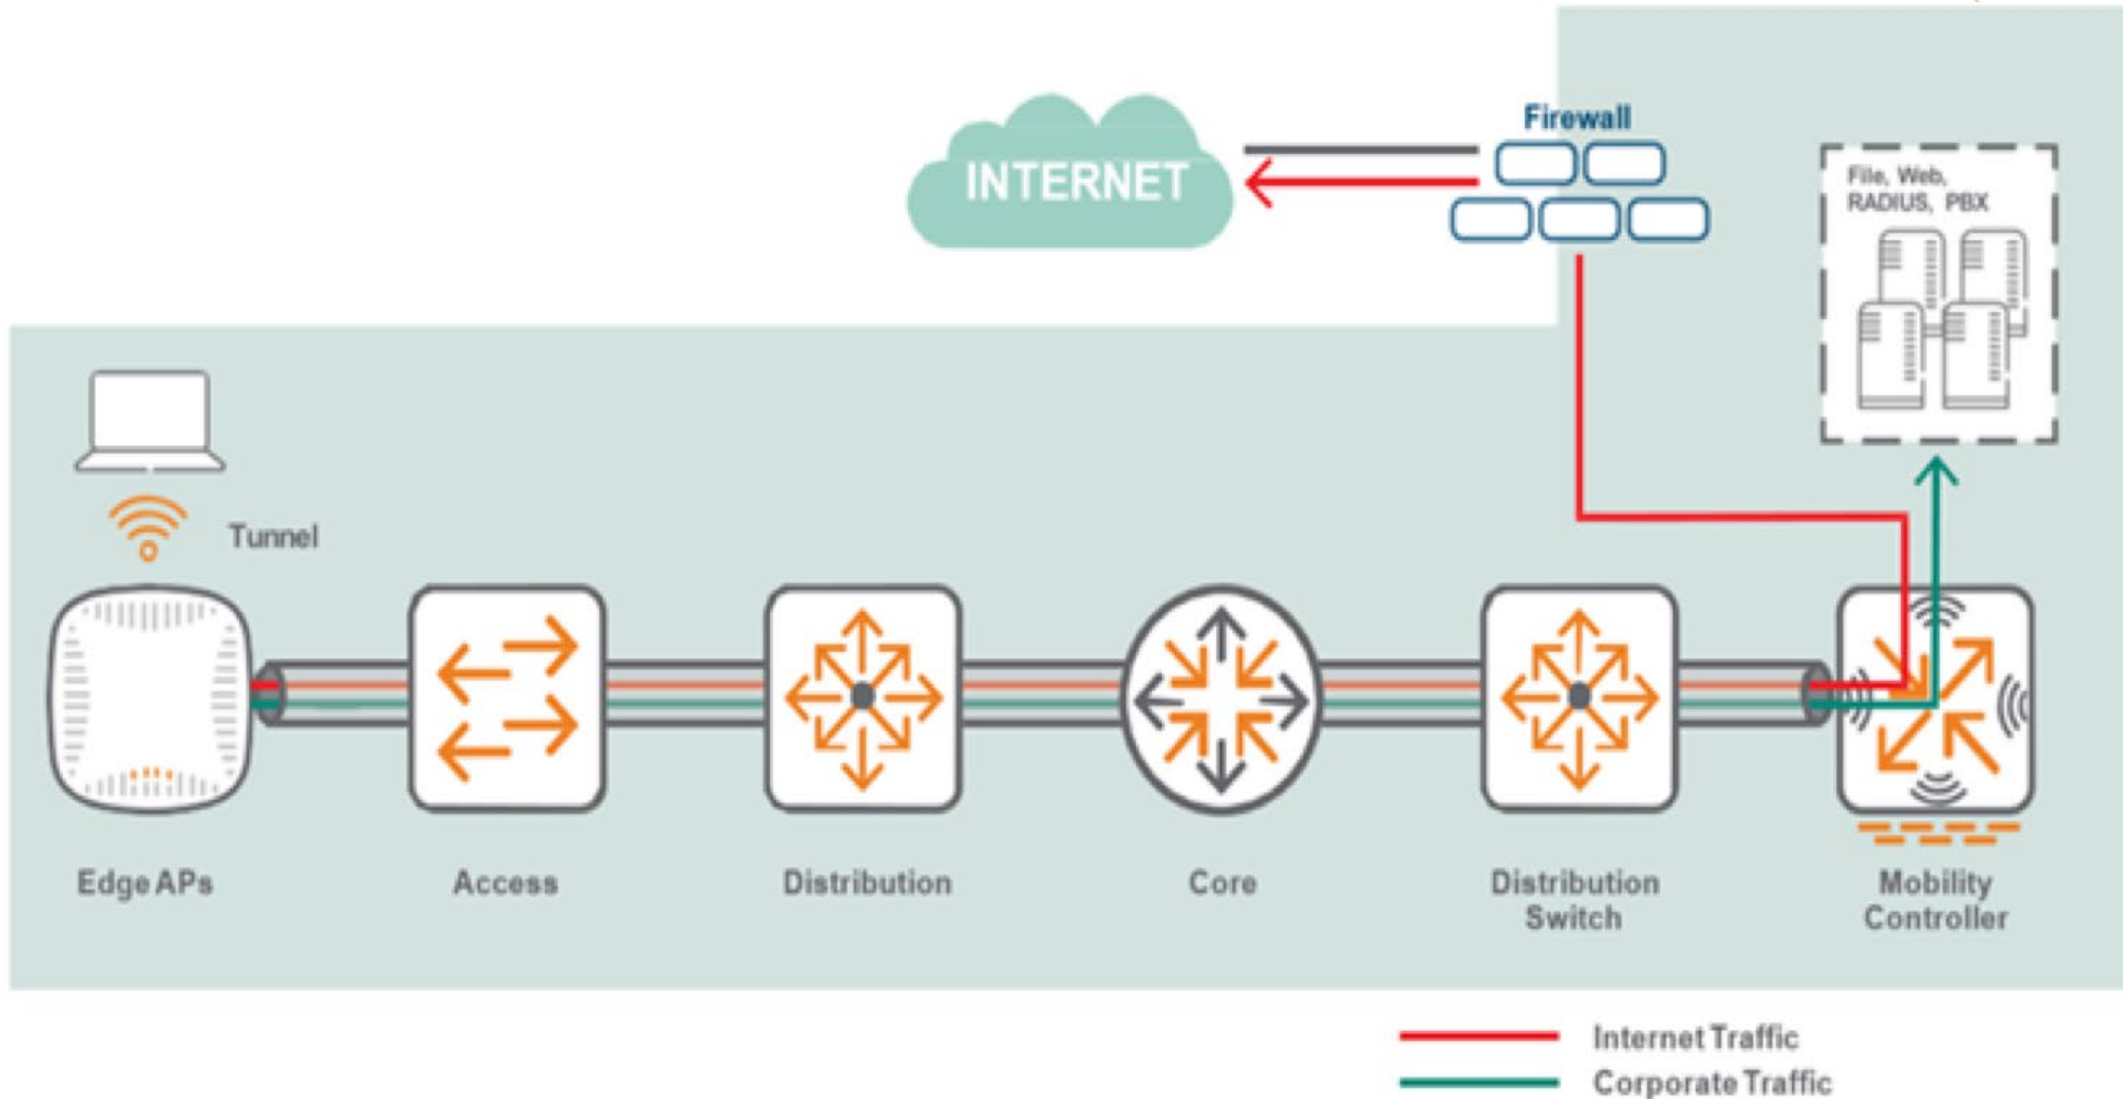 Firewall
INTERNET
File, Web,
RADIUS, PBX
Tunnel
Edge APs
Access
Distribution
Core
Distribution
Switch
Mobility
Controller
Internet Traffic
Corporate Traffic